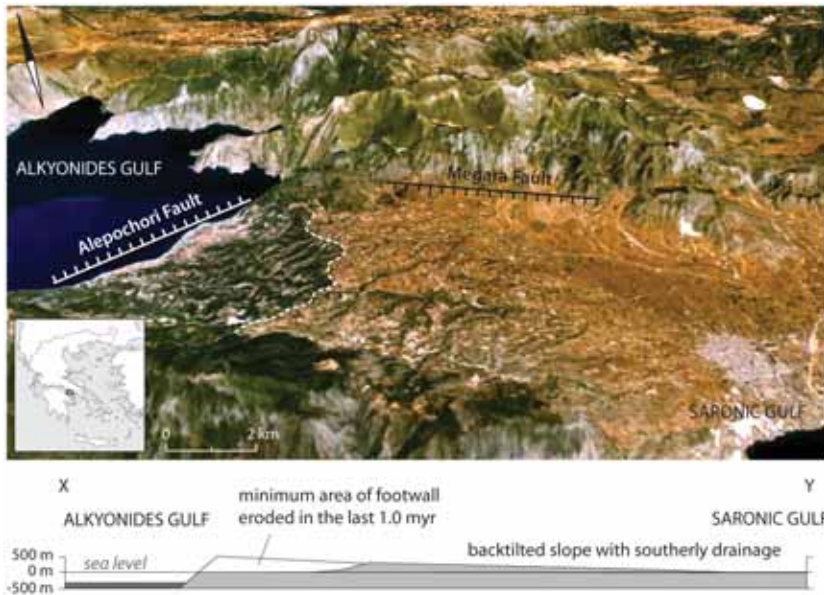 ALKYONIDES GULF
Megara Fault
Alepochori Fault
SARONIC GULF
0 2 km
X Y
minimum area of footwall
eroded in the last 1.0 myr
ALKYONIDES GULF
SARONIC GULF
backtilted slope with southerly drainage
500 m
sea level
0 m
-500 m